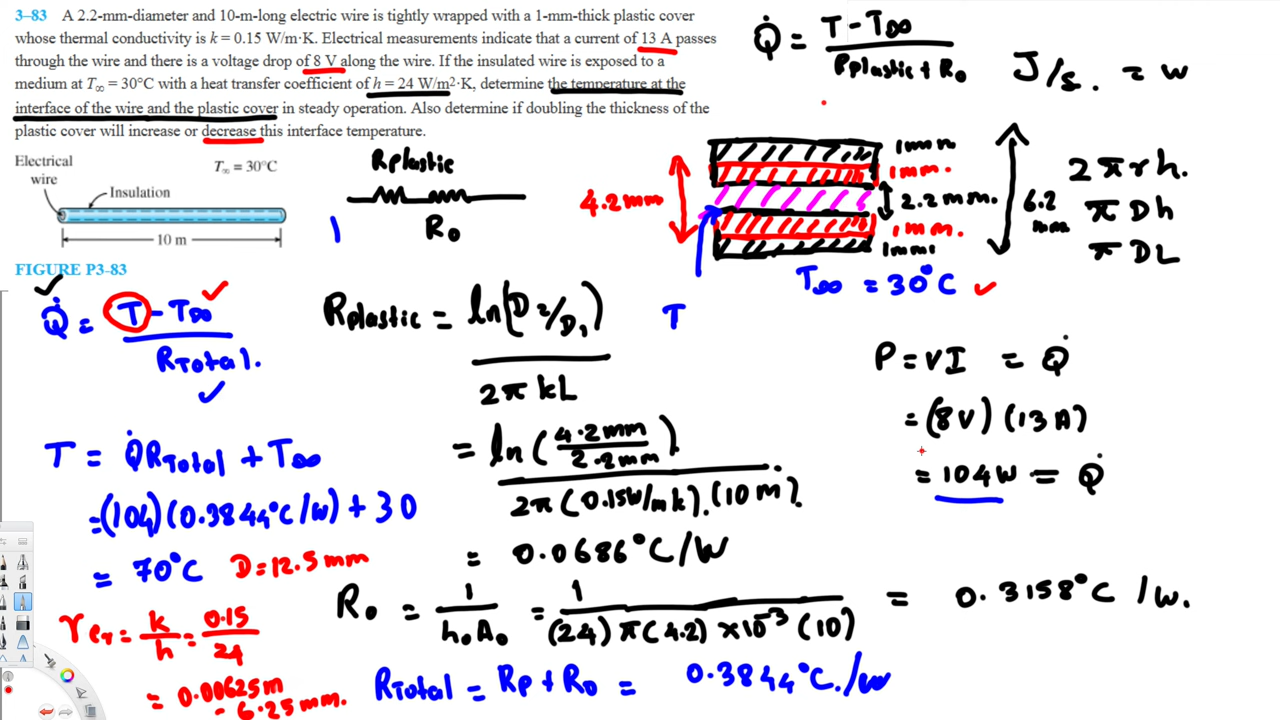 3–83 A 2.2-mm-diameter and 10-m-long electric wire is tightly wrapped with a 1-mm-thick plastic cover
whose thermal conductivity is k = 0.15 W/m·K. Electrical measurements indicate that a current of 13 A passes
through the wire and there is a voltage drop of 8 V along the wire. If the insulated wire is exposed to a
medium at T∞ = 30°C with a heat transfer coefficient of h = 24 W/m²·K, determine the temperature at the
interface of the wire and the plastic cover in steady operation. Also determine if doubling the thickness of the
plastic cover will increase or decrease this interface temperature.
Electrical
wire
T∞ = 30°C
Insulation
10 m
FIGURE P3-83
Q̇ = (T - T∞) / (Rplastic + Ro)
J/s. = W
Rplastic
Ro
4.2mm
1mm
1mm.
2.2mm.
1mm.
1mm
6.2
mm
2πrh.
πDh
πDL
T∞ = 30°C
T
Q̇ = (T - T∞) / RTotal.
Rplastic = ln(D2/D1) / 2πkL
= ln(4.2mm/2.2mm) / 2π(0.15W/mk).(10m).
= 0.0686°C/W
P = VI = Q̇
= (8V)(13A)
= 104W = Q̇
T = Q̇RTotal + T∞
=(104)(0.3844°C/W) + 30
= 70°C D=12.5mm
Ro = 1/hoAo = 1/(24)π(4.2)×10⁻³(10) = 0.3158°C/W.
rcr = k/h = 0.15/24
= 0.00625m
= 6.25mm.
RTotal = Rp + Ro = 0.3844°C./W